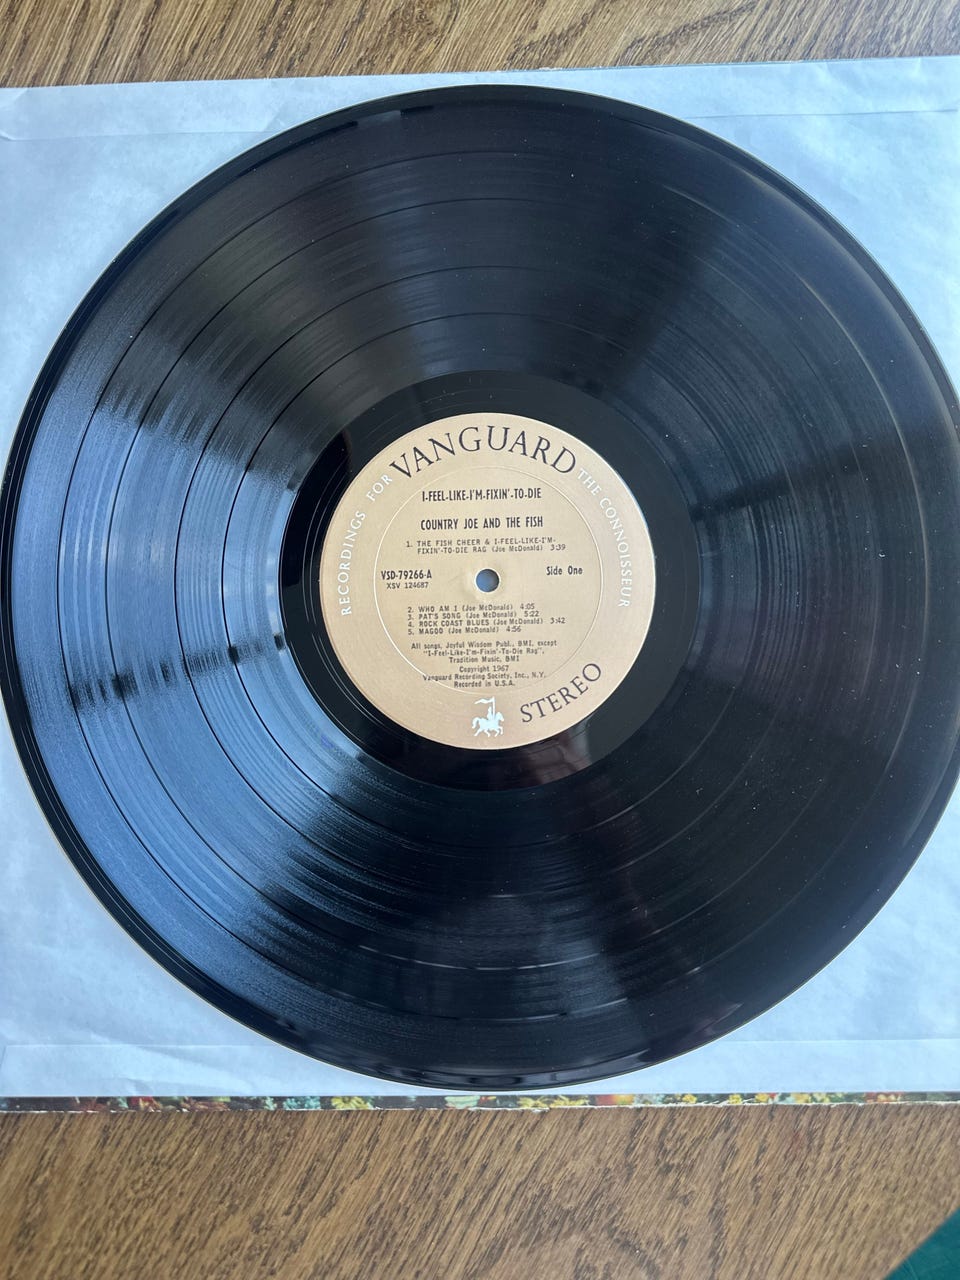 RECORDINGS FOR VANGUARD THE CONNOISSEUR
I-FEEL-LIKE-I'M-FIXIN'-TO-DIE
COUNTRY JOE AND THE FISH
1. THE FISH CHEER & I-FEEL-LIKE-I'M-
FIXIN'-TO-DIE RAG (Joe McDonald) 3:39
VSD-79266-A
Side One
XSV 124687
2. WHO AM I (Joe McDonald) 4:05
3. PAT'S SONG (Joe McDonald) 5:22
4. ROCK COAST BLUES (Joe McDonald) 3:42
5. MAGOO (Joe McDonald) 4:56
All songs, Joyful Wisdom Publ., BMI, except
"I-Feel-Like-I'm-Fixin'-To-Die Rag",
Tradition Music, BMI
Copyright 1967
Vanguard Recording Society, Inc., N.Y.
Recorded in U.S.A.
STEREO